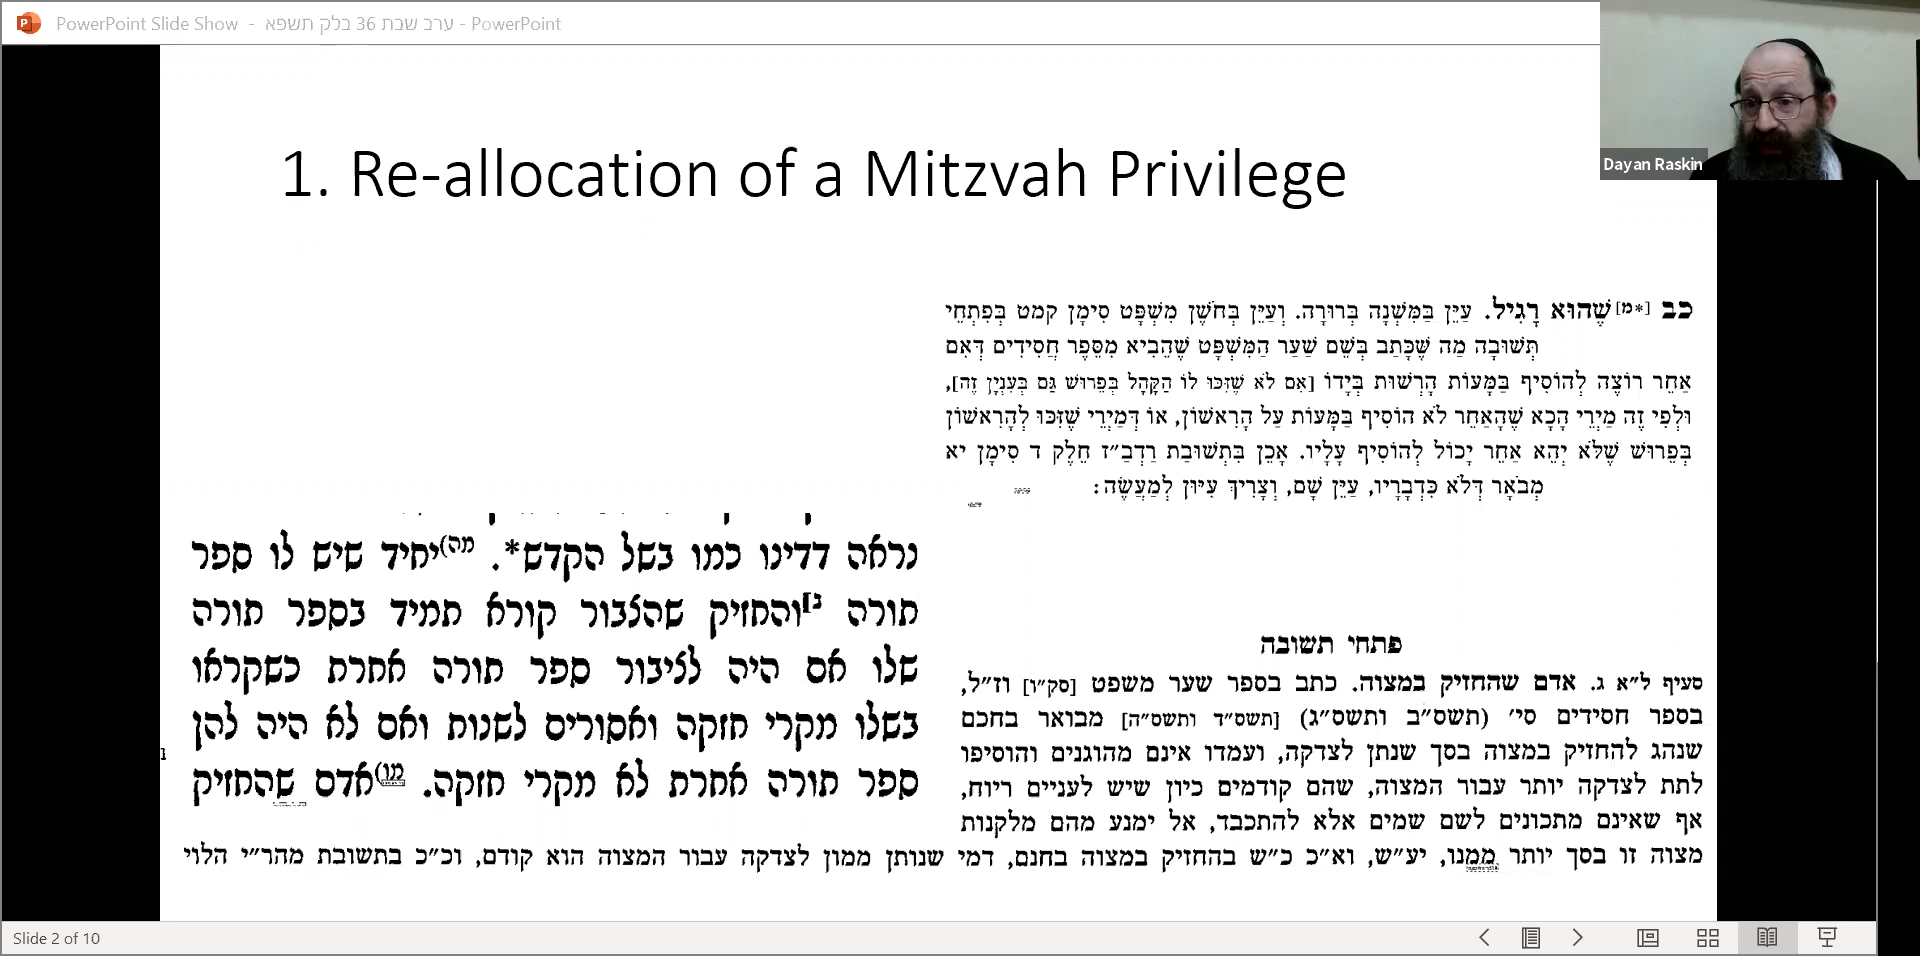 PowerPoint Slide Show - ערב שבת 36 בלק תשפא - PowerPoint
Dayan Raskin
1. Re-allocation of a Mitzvah Privilege
כב [*מ] שֶׁהוּא רָגִיל. עַיֵּן בַּמִּשְׁנָה בְּרוּרָה. וְעַיֵּן בְּחֹשֶׁן מִשְׁפָּט סִימָן קמט בְּפִתְחֵי
תְּשׁוּבָה מַה שֶּׁכָּתַב בְּשֵׁם שַׁעַר הַמִּשְׁפָּט שֶׁהֵבִיא מִסֵּפֶר חֲסִידִים דְּאִם
אַחֵר רוֹצֶה לְהוֹסִיף בַּמָּעוֹת הָרְשׁוּת בְּיָדוֹ [אִם לֹא שֶׁזִּכּוּ לוֹ הַקָּהָל בְּפֵרוּשׁ גַּם בְּעִנְיָן זֶה],
וּלְפִי זֶה מַיְרֵי הָכָא שֶׁהָאַחֵר לֹא הוֹסִיף בַּמָּעוֹת עַל הָרִאשׁוֹן, אוֹ דְּמַיְרֵי שֶׁזִּכּוּ לְהָרִאשׁוֹן
בְּפֵרוּשׁ שֶׁלֹּא יְהֵא אַחֵר יָכוֹל לְהוֹסִיף עָלָיו. אָכֵן בִּתְשׁוּבַת רַדְבַ״ז חֵלֶק ד סִימָן יא
מְבֹאָר דְּלֹא כִּדְבָרָיו, עַיֵּן שָׁם, וְצָרִיךְ עִיּוּן לְמַעֲשֶׂה:
נראה דדינו כמו בשל הקדש*. מה)יחיד שיש לו ספר
תורה נ]והחזיק שהצבור קורא תמיד בספר תורה
שלו אם היה לציבור ספר תורה אחרת כשקראו
בשלו מקרי חזקה ואסורים לשנות ואם לא היה להן
ספר תורה אחרת לא מקרי חזקה. מו)אדם שהחזיק
פתחי תשובה
סעיף ל״א ג. אדם שהחזיק במצוה. כתב בספר שער משפט [סק״ו] וז״ל,
בספר חסידים סי׳ (תשס״ב ותשס״ג) [תשס״ד ותשס״ה] מבואר בחכם
שנהג להחזיק במצוה בסך שנתן לצדקה, ועמדו אינם מהוגנים והוסיפו
לתת לצדקה יותר עבור המצוה, שהם קודמים כיון שיש לעניים ריוח,
אף שאינם מתכונים לשם שמים אלא להתכבד, אל ימנע מהם מלקנות
מצוה זו בסך יותר ממנו, יע״ש, וא״כ כ״ש בהחזיק במצוה בחנם, דמי שנותן ממון לצדקה עבור המצוה הוא קודם, וכ״כ בתשובת מהר״י הלוי
Slide 2 of 10